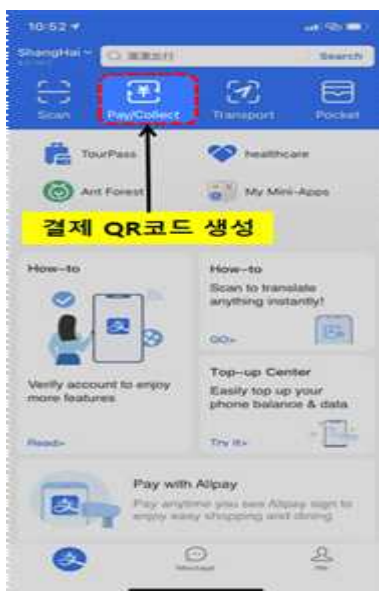 10:52
ShangHai
Search
Scan
Pay/Collect
Transport
Pocket
TourPass
healthcare
Ant Forest
My Mini-Apps
결제 QR코드 생성
How-to
Verify account to enjoy
more features
Read>
How-to
Scan to translate
anything instantly!
GO>
Top-up Center
Easily top up your
phone balance & data
Try it>
Pay with Alipay
Pay anytime you see Alipay sign to
enjoy easy shopping and dining
Message
Me